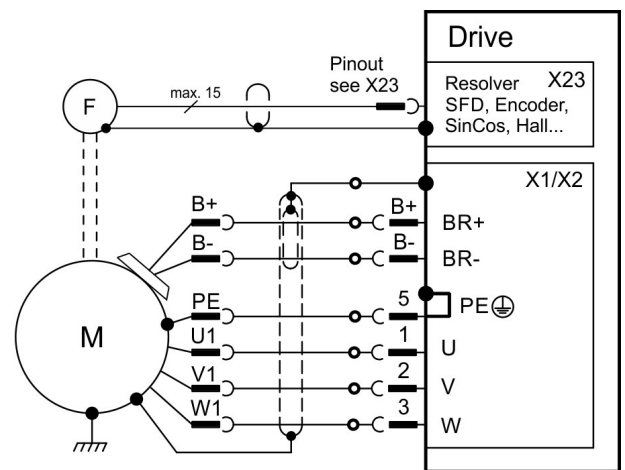 Drive
Pinout
see X23
Resolver X23
SFD, Encoder,
SinCos, Hall...
F
max. 15
X1/X2
B+ B+ BR+
B- B- BR-
PE 5 PE
M
U1 1 U
V1 2 V
W1 3 W